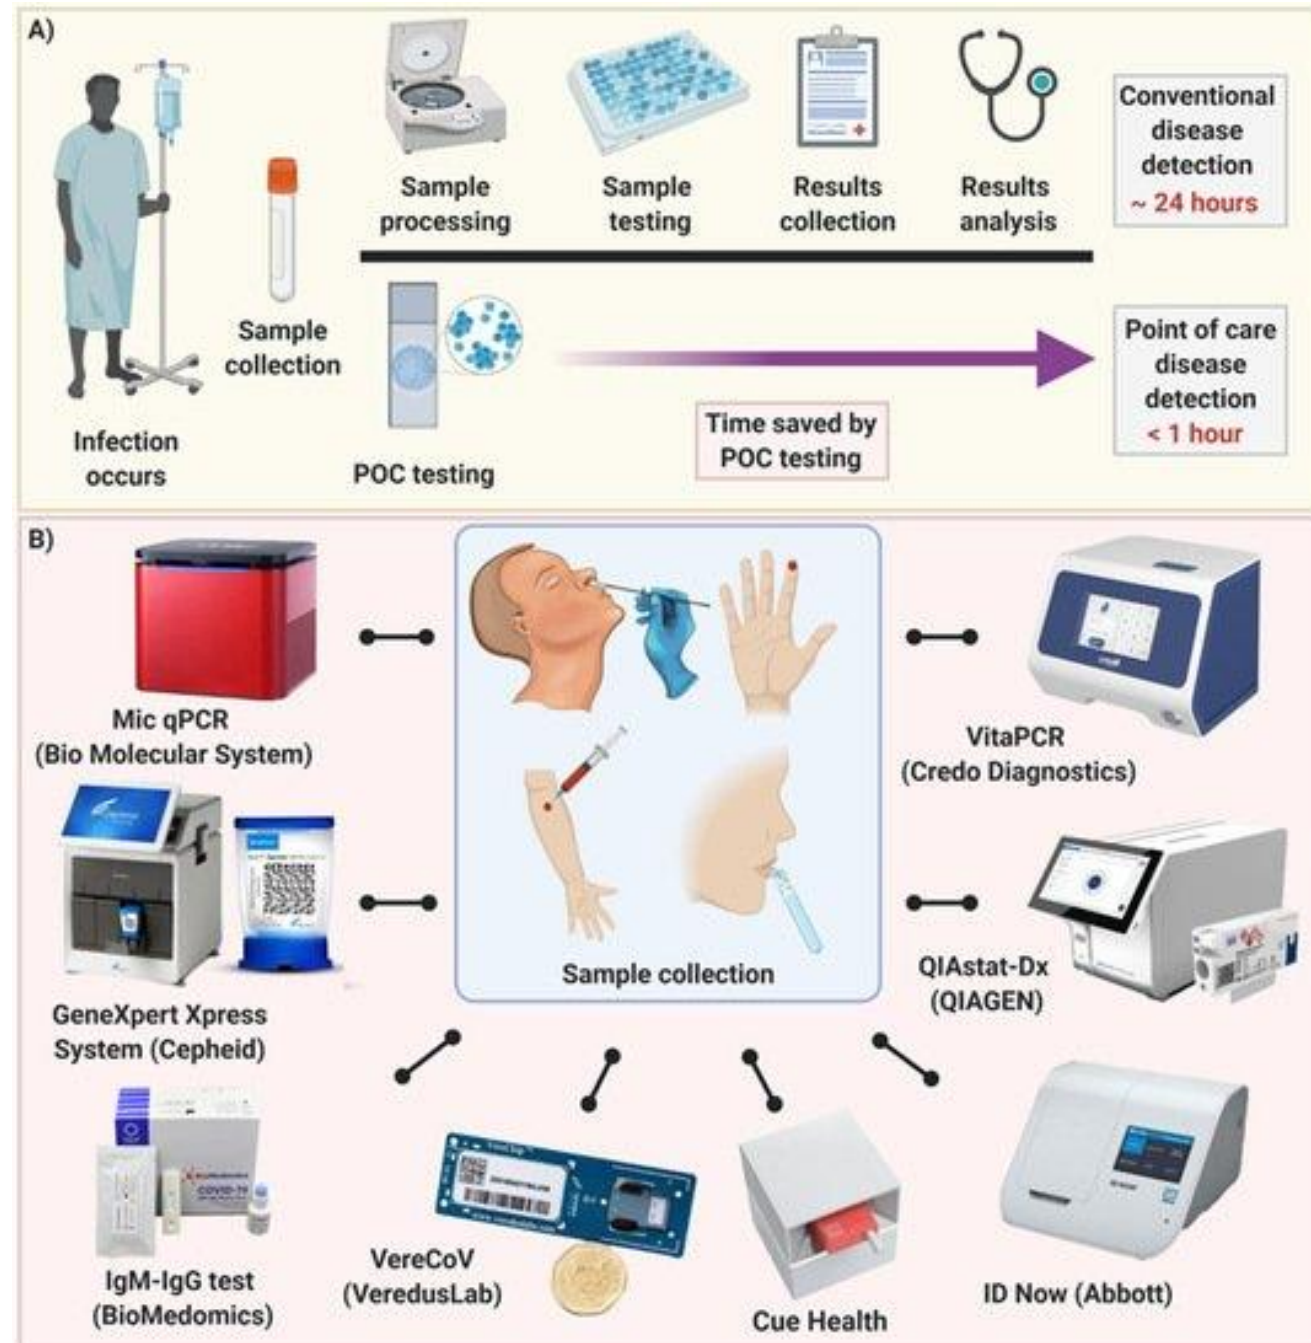 A)
Sample
processing
Sample
testing
Results
collection
Results
analysis
Conventional
disease
detection
~ 24 hours
Infection
occurs
Sample
collection
POC testing
Time saved by
POC testing
Point of care
disease
detection
< 1 hour
B)
Mic qPCR
(Bio Molecular System)
VitaPCR
(Credo Diagnostics)
GeneXpert Xpress
System (Cepheid)
Sample collection
QIAstat-Dx
(QIAGEN)
BioMedomics
COVID-19
IgM-IgG test
(BioMedomics)
VereCoV
(VeredusLab)
Cue Health
ID Now (Abbott)